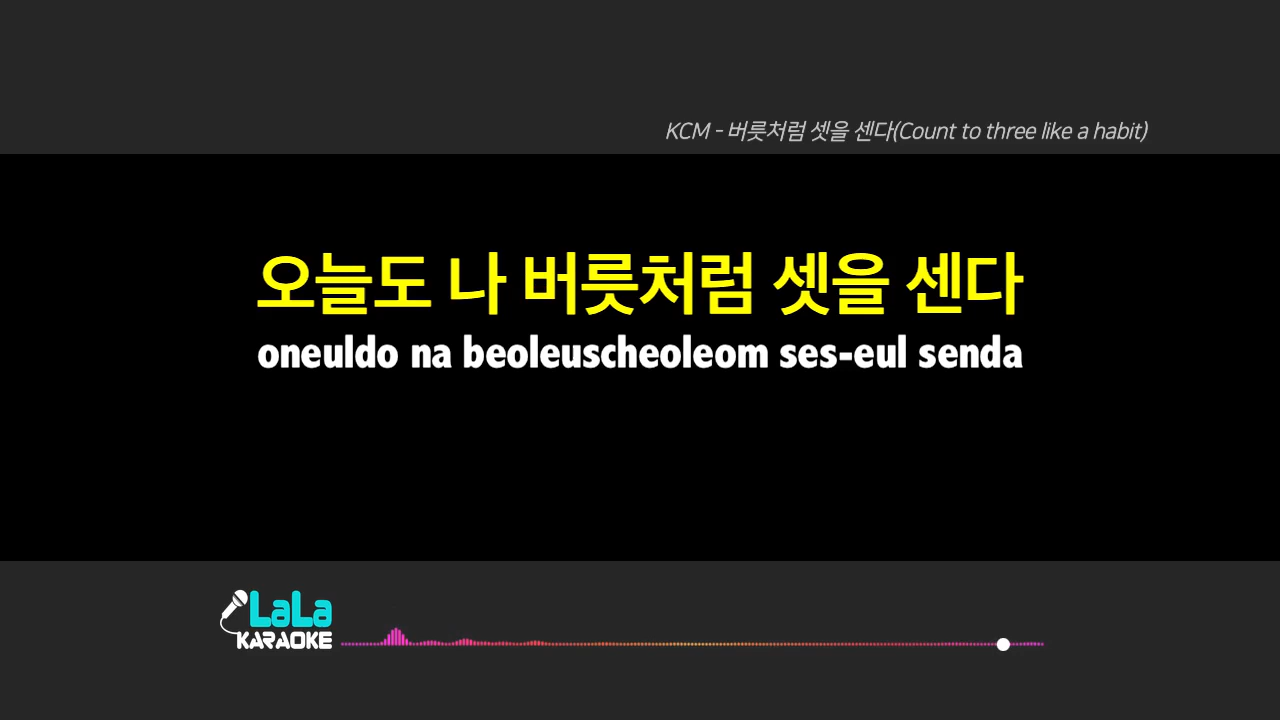 KCM - 버릇처럼 셋을 센다(Count to three like a habit)
오늘도 나 버릇처럼 셋을 센다
oneuldo na beoleuscheoleom ses-eul senda
LaLa
KARAOKE